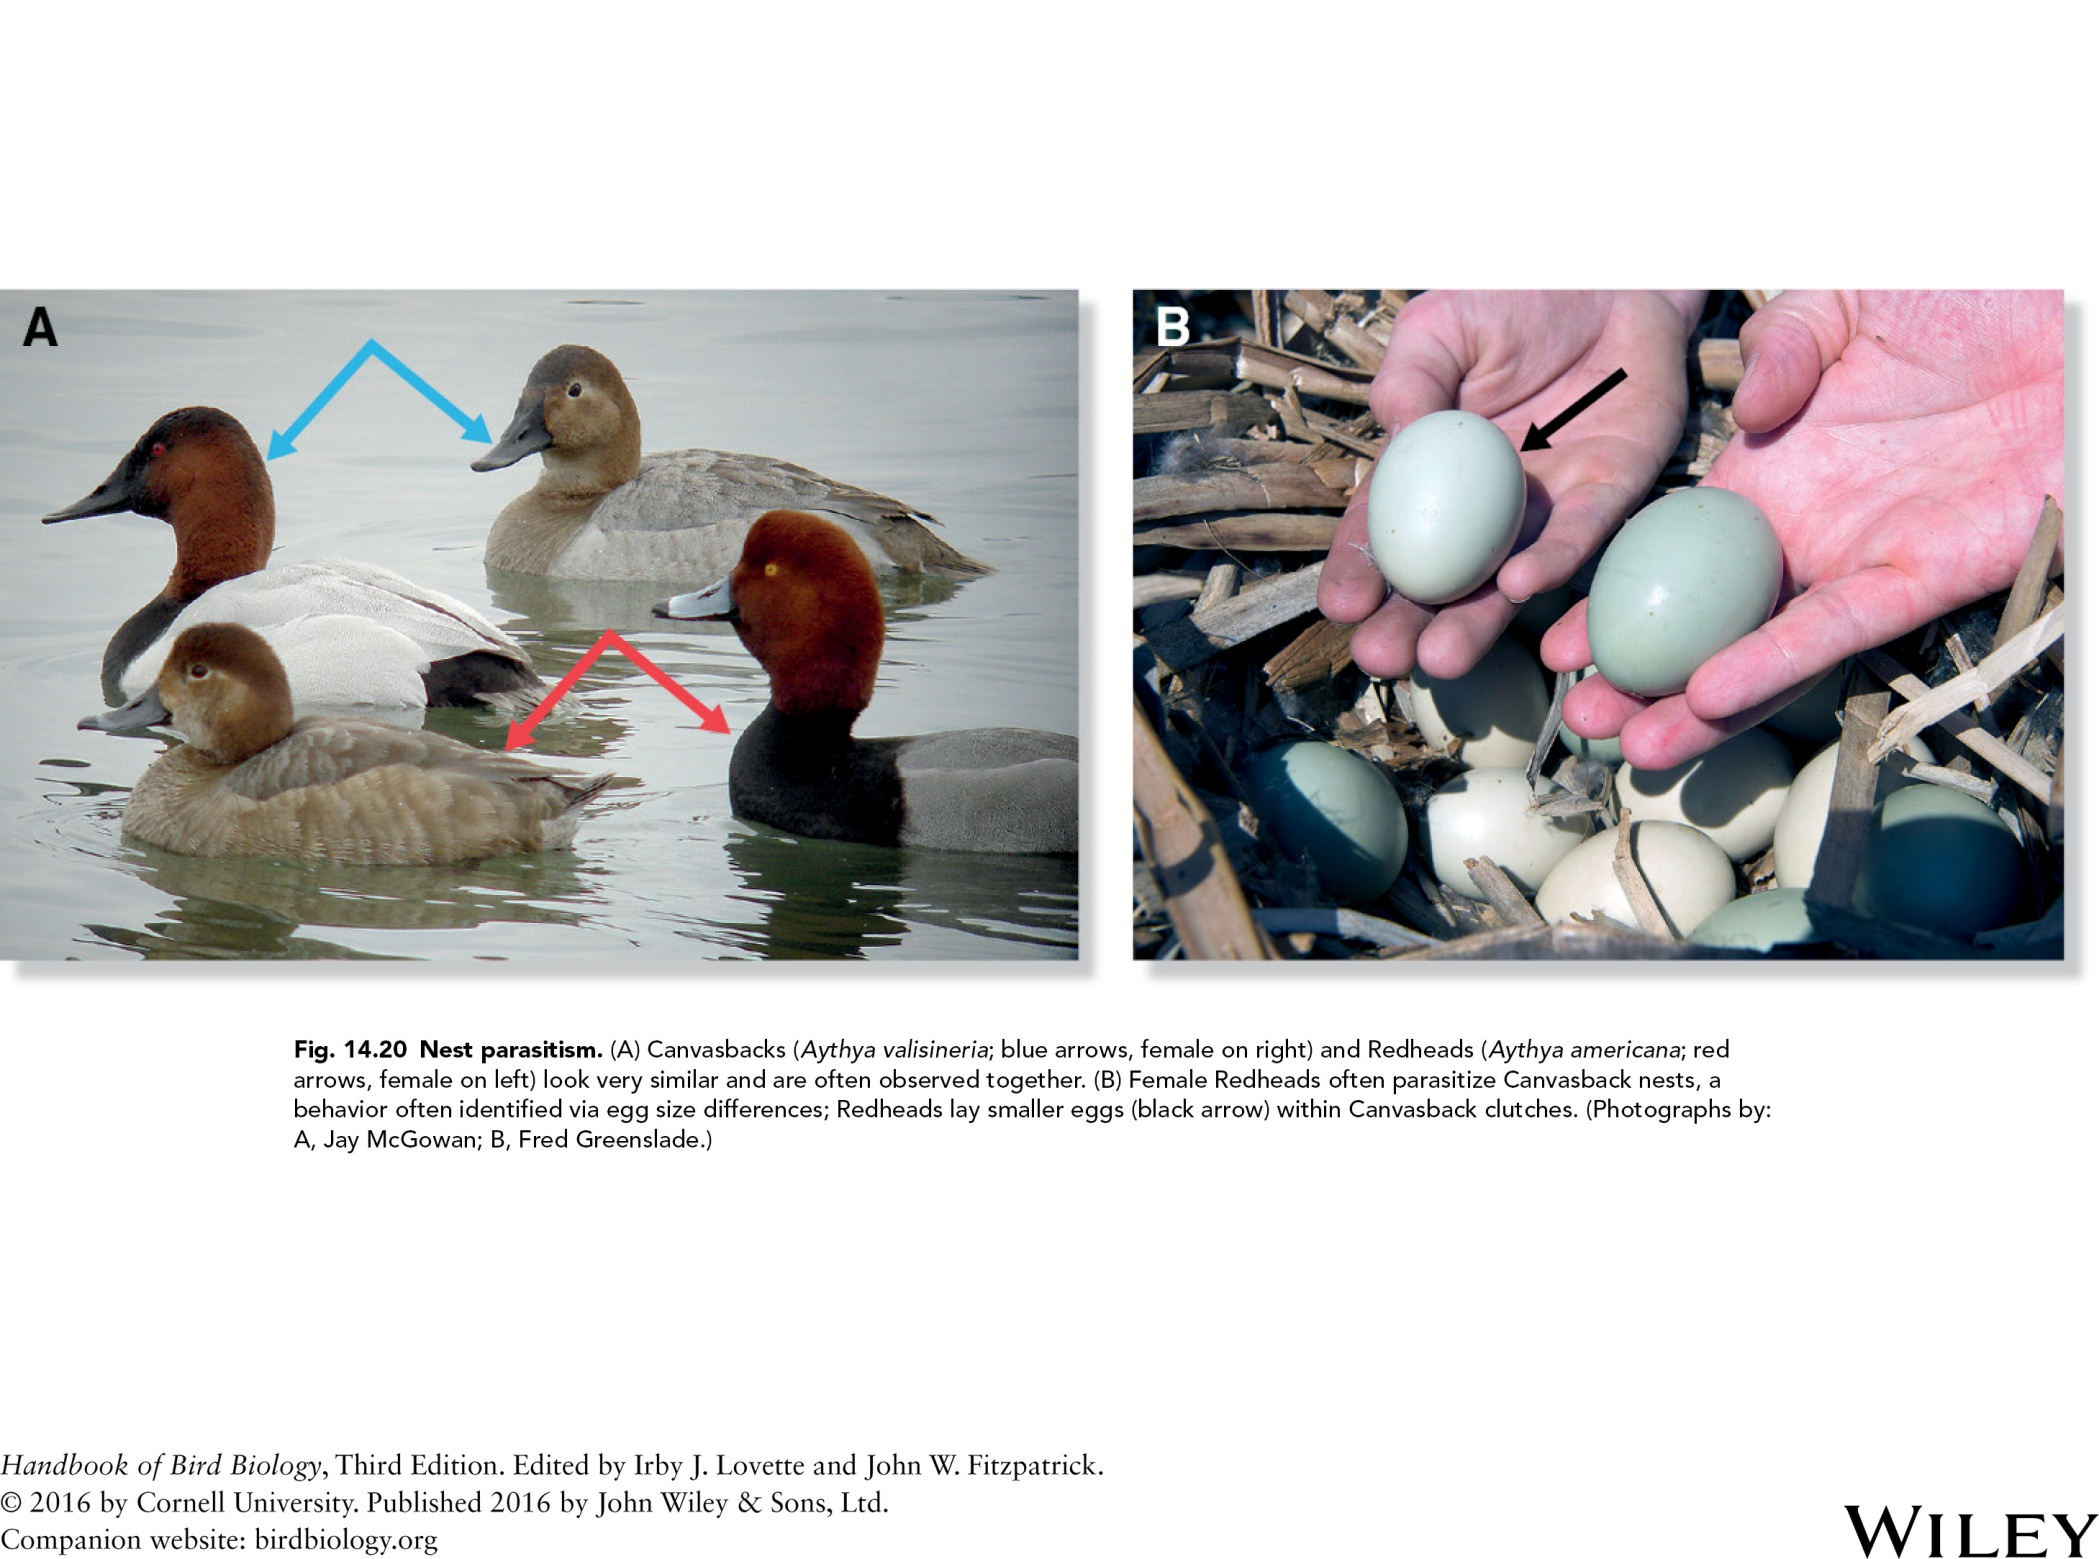 A
B
Fig. 14.20 Nest parasitism. (A) Canvasbacks (Aythya valisineria; blue arrows, female on right) and Redheads (Aythya americana; red
arrows, female on left) look very similar and are often observed together. (B) Female Redheads often parasitize Canvasback nests, a
behavior often identified via egg size differences; Redheads lay smaller eggs (black arrow) within Canvasback clutches. (Photographs by:
A, Jay McGowan; B, Fred Greenslade.)
Handbook of Bird Biology, Third Edition. Edited by Irby J. Lovette and John W. Fitzpatrick.
© 2016 by Cornell University. Published 2016 by John Wiley & Sons, Ltd.
Companion website: birdbiology.org
WILEY